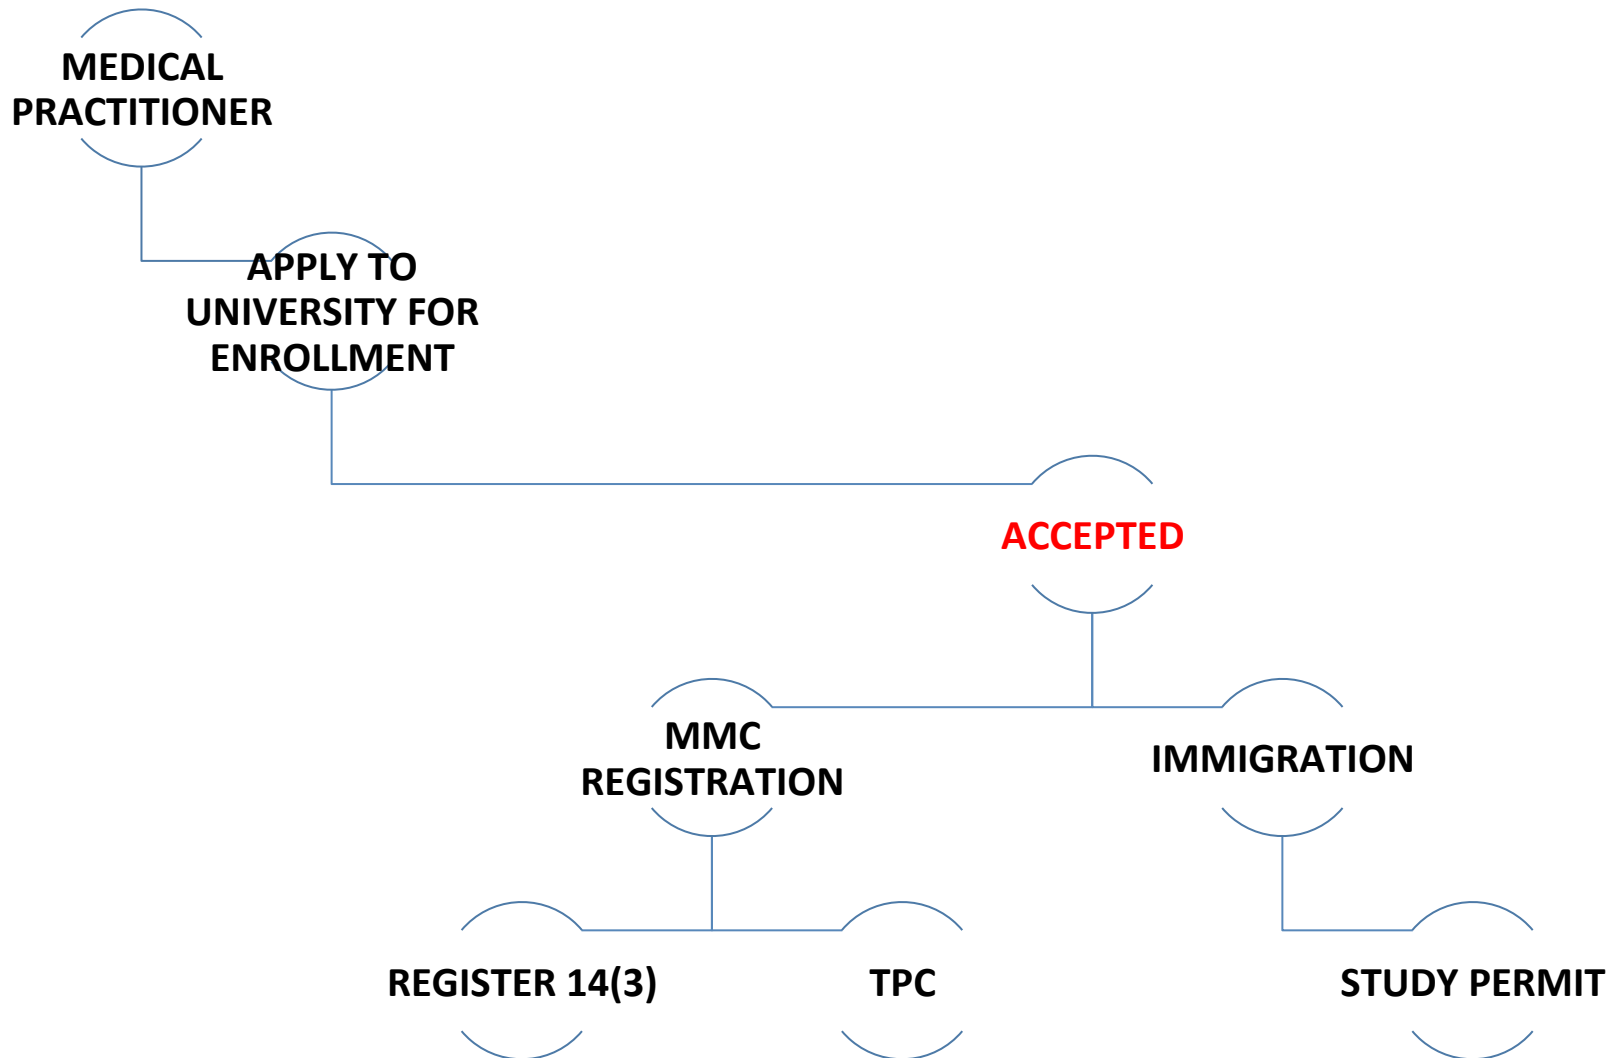 MEDICAL
PRACTITIONER
APPLY TO
UNIVERSITY FOR
ENROLLMENT
ACCEPTED
MMC
REGISTRATION
IMMIGRATION
REGISTER 14(3)
TPC
STUDY PERMIT